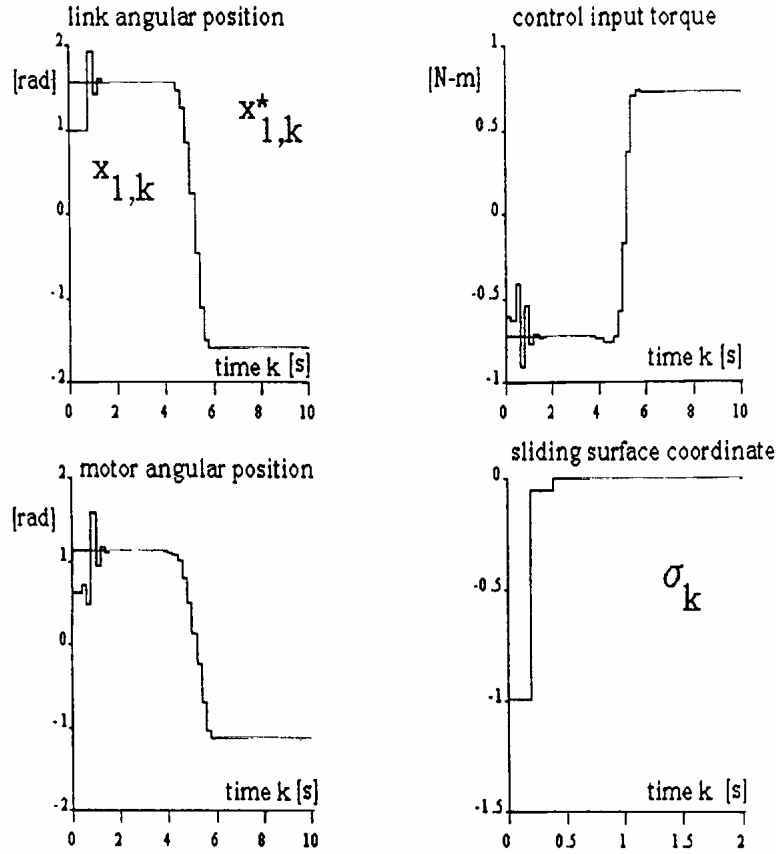 link angular position
2
[rad]
1
0
-1
-2
x*1,k
x1,k
time k [s]
0 2 4 6 8 10
control input torque
1
[N-m]
0.5
0
-0.5
-1
time k [s]
0 2 4 6 8 10
motor angular position
2
[rad]
1
0
-1
-2
time k [s]
0 2 4 6 8 10
sliding surface coordinate
0
-0.5
-1
-1.5
σk
time k [s]
0 0.5 1 1.5 2